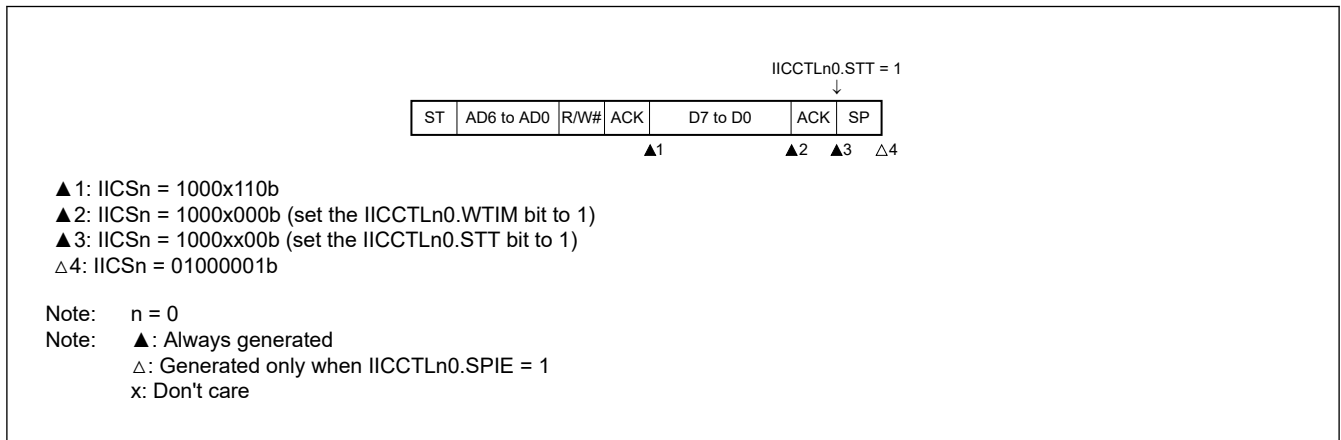 IICCTLn0.STT = 1
↓
ST AD6 to AD0 R/W# ACK D7 to D0 ACK SP
▲1 ▲2 ▲3 △4
▲1: IICSn = 1000x110b
▲2: IICSn = 1000x000b (set the IICCTLn0.WTIM bit to 1)
▲3: IICSn = 1000xx00b (set the IICCTLn0.STT bit to 1)
△4: IICSn = 01000001b
Note: n = 0
Note: ▲: Always generated
△: Generated only when IICCTLn0.SPIE = 1
x: Don't care